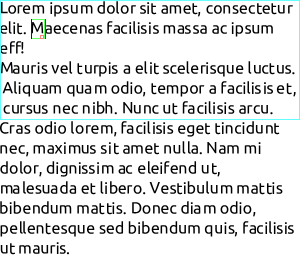 Lorem ipsum dolor sit amet, consectetur
elit. Maecenas facilisis massa ac ipsum
eff!
Mauris vel turpis a elit scelerisque luctus.
Aliquam quam odio, tempor a facilisis et,
cursus nec nibh. Nunc ut facilisis arcu.
Cras odio lorem, facilisis eget tincidunt
nec, maximus sit amet nulla. Nam mi
dolor, dignissim ac eleifend ut,
malesuada et libero. Vestibulum mattis
bibendum mattis. Donec diam odio,
pellentesque sed bibendum quis, facilisis
ut mauris.